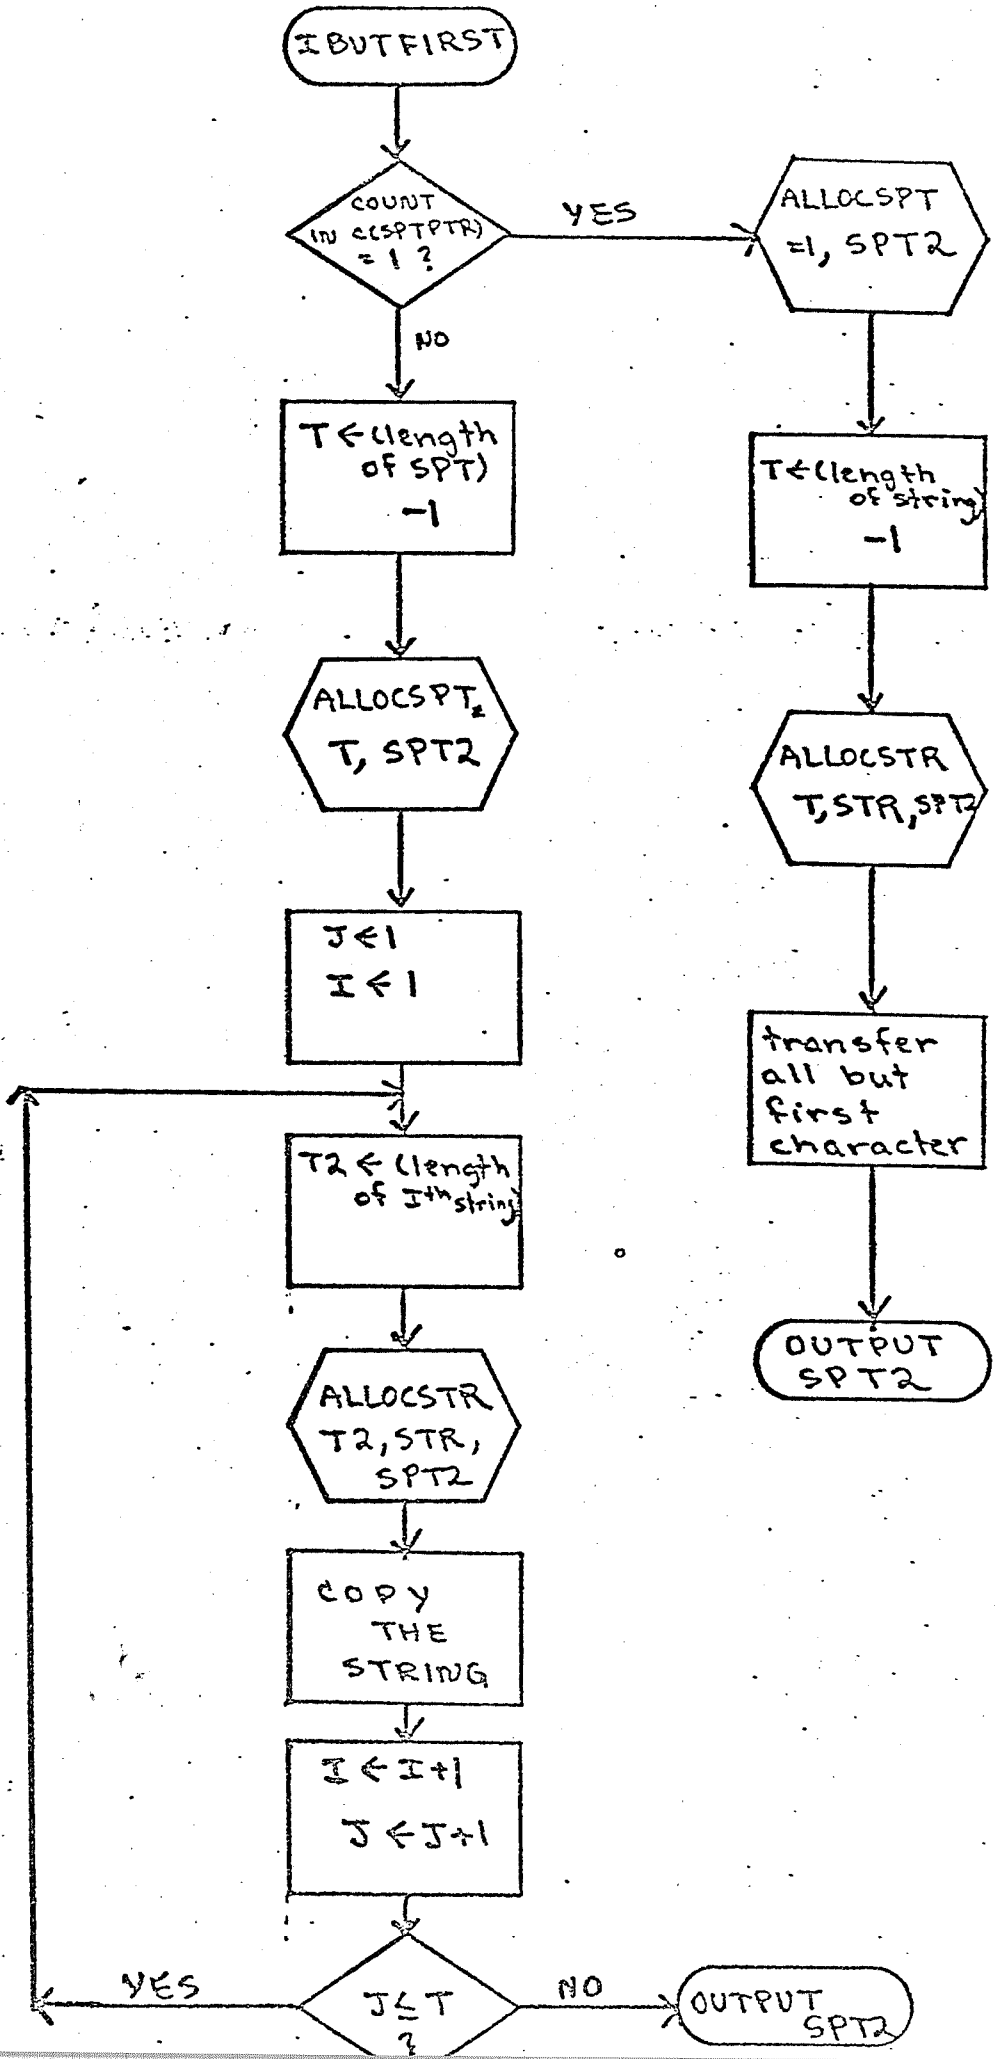 IBUTFIRST
COUNT
IN C(SPTPTR)
= 1 ?
YES
NO
ALLOCSPT
=1, SPT2
T←(length
of string)
-1
ALLOCSTR
T,STR,SPT2
transfer
all but
first
character
OUTPUT
SPT2
T←(length
of SPT)
-1
ALLOCSPT=
T, SPT2
J←1
I←1
T2←(length
of Ith string)
ALLOCSTR
T2,STR,
SPT2
COPY
THE
STRING
I←I+1
J←J+1
J≤T
?
YES
NO
OUTPUT
SPT2